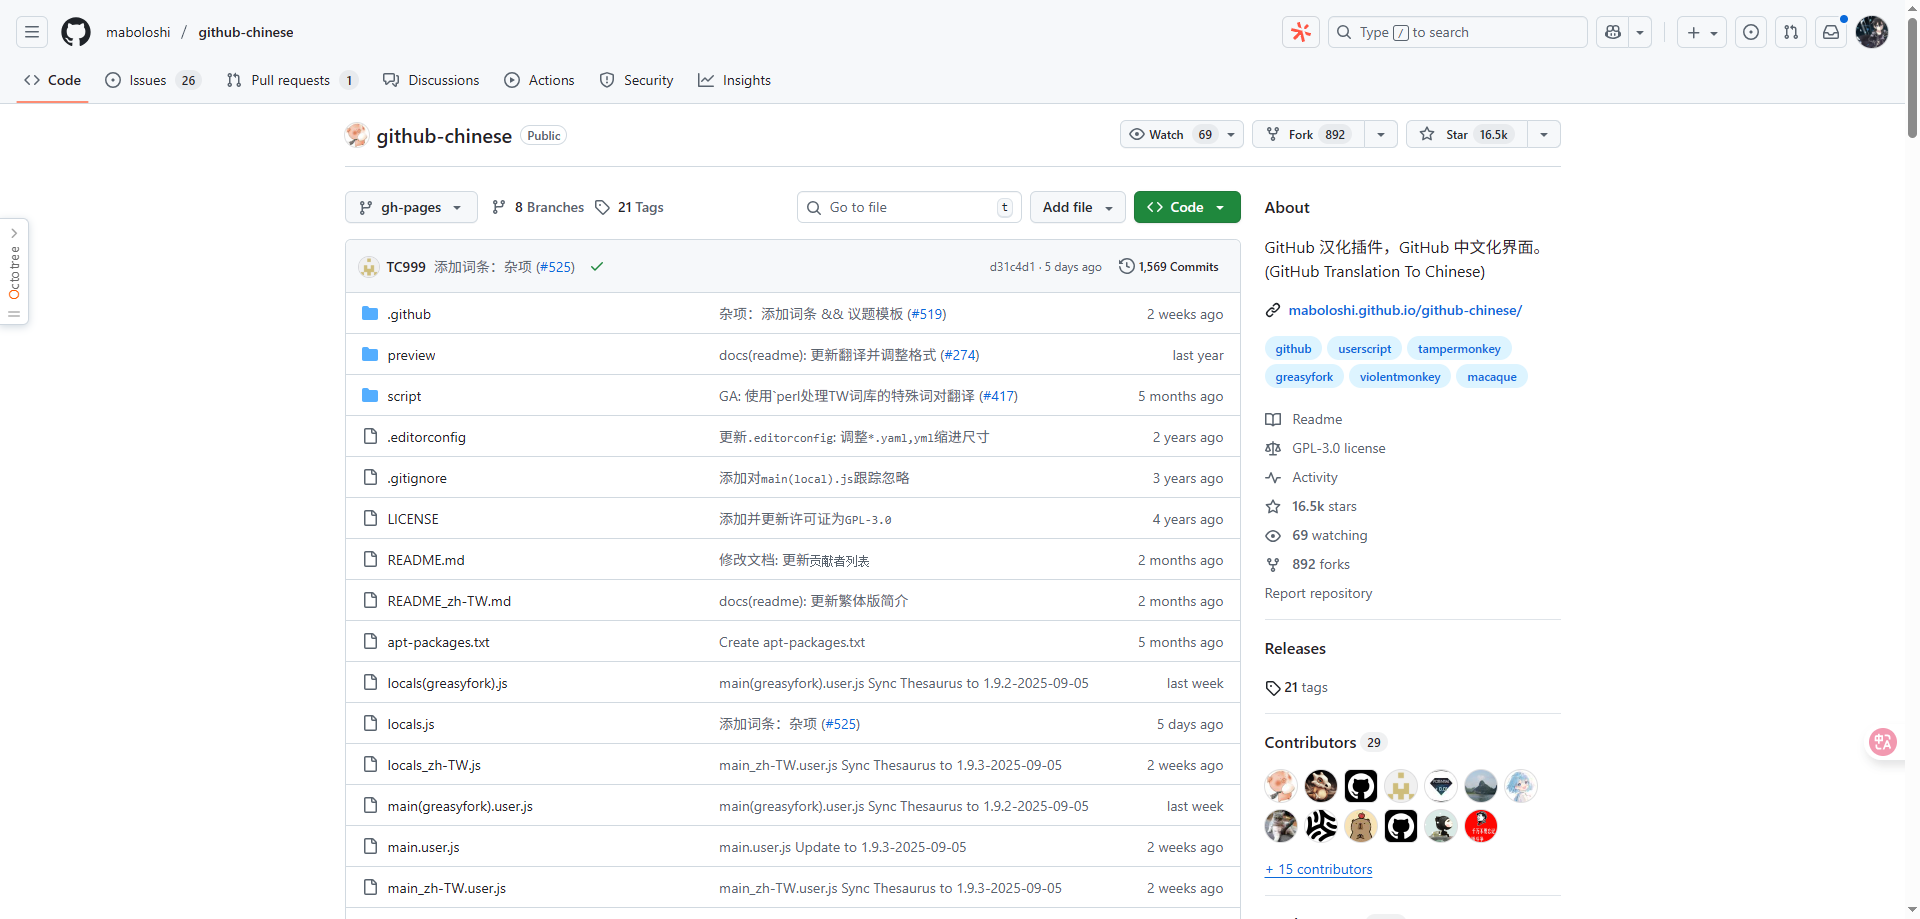 maboloshi / github-chinese
Type / to search
Code
Issues 26
Pull requests 1
Discussions
Actions
Security
Insights
github-chinese Public
Watch 69
Fork 892
Star 16.5k
gh-pages
8 Branches
21 Tags
Go to file t
Add file
Code
Octotree
TC999 添加词条：杂项 (#525)
d31c4d1 · 5 days ago
1,569 Commits
.github 杂项：添加词条 && 议题模板 (#519) 2 weeks ago
preview docs(readme): 更新翻译并调整格式 (#274) last year
script GA: 使用`perl处理TW词库的特殊词对翻译 (#417) 5 months ago
.editorconfig 更新.editorconfig: 调整*.yaml,yml缩进尺寸 2 years ago
.gitignore 添加对main(local).js跟踪忽略 3 years ago
LICENSE 添加并更新许可证为GPL-3.0 4 years ago
README.md 修改文档: 更新贡献者列表 2 months ago
README_zh-TW.md docs(readme): 更新繁体版简介 2 months ago
apt-packages.txt Create apt-packages.txt 5 months ago
locals(greasyfork).js main(greasyfork).user.js Sync Thesaurus to 1.9.2-2025-09-05 last week
locals.js 添加词条：杂项 (#525) 5 days ago
locals_zh-TW.js main_zh-TW.user.js Sync Thesaurus to 1.9.3-2025-09-05 2 weeks ago
main(greasyfork).user.js main(greasyfork).user.js Sync Thesaurus to 1.9.2-2025-09-05 last week
main.user.js main.user.js Update to 1.9.3-2025-09-05 2 weeks ago
main_zh-TW.user.js main_zh-TW.user.js Sync Thesaurus to 1.9.3-2025-09-05 2 weeks ago
About
GitHub 汉化插件，GitHub 中文化界面。
(GitHub Translation To Chinese)
maboloshi.github.io/github-chinese/
github userscript tampermonkey
greasyfork violentmonkey macaque
Readme
GPL-3.0 license
Activity
16.5k stars
69 watching
892 forks
Report repository
Releases
21 tags
Contributors 29
+ 15 contributors